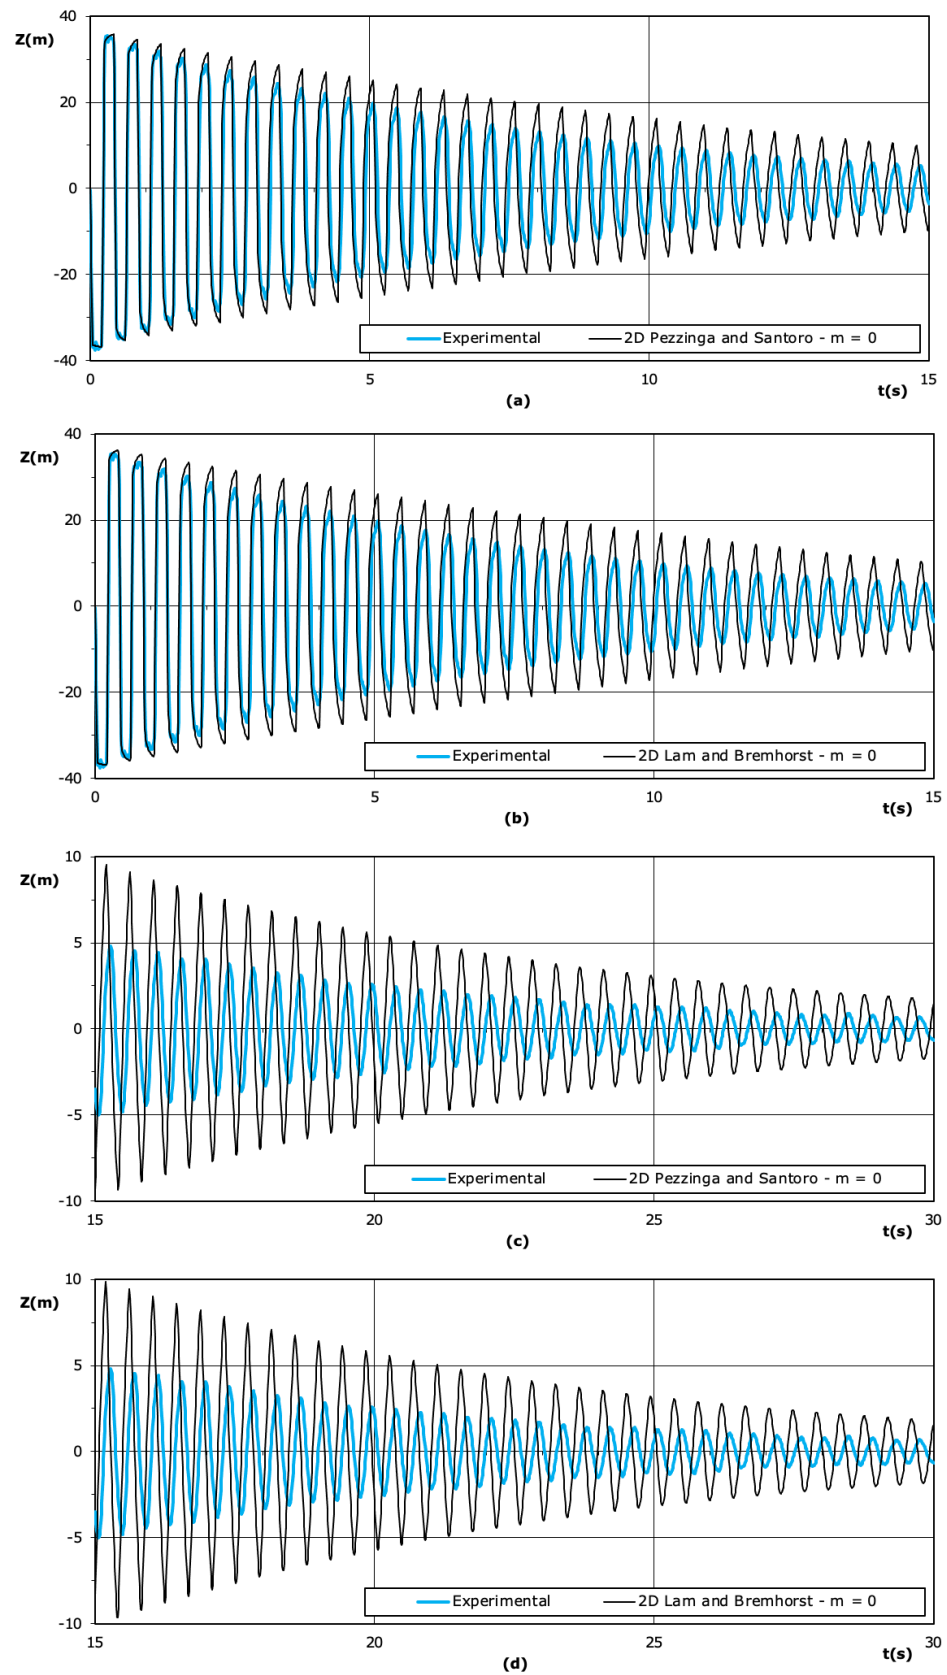 Z(m)
40
20
0
-20
-40
Experimental 2D Pezzinga and Santoro - m = 0
0 5 10 15
t(s)
(a)
Z(m)
40
20
0
-20
-40
Experimental 2D Lam and Bremhorst - m = 0
0 5 10 15
t(s)
(b)
Z(m)
10
5
0
-5
-10
Experimental 2D Pezzinga and Santoro - m = 0
15 20 25 30
t(s)
(c)
Z(m)
10
5
0
-5
-10
Experimental 2D Lam and Bremhorst - m = 0
15 20 25 30
t(s)
(d)